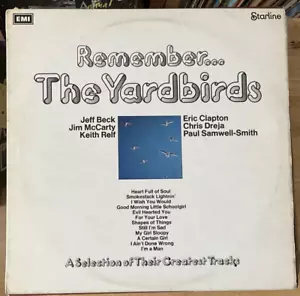 EMI
Starline
Remember...
The Yardbirds
Jeff Beck
Jim McCarty
Keith Relf
Eric Clapton
Chris Dreja
Paul Samwell-Smith
Heart Full of Soul
Smokestack Lightnin'
I Wish You Would
Good Morning Little Schoolgirl
Evil Hearted You
For Your Love
Shapes of Things
Still I'm Sad
My Girl Sloopy
A Certain Girl
I Ain't Done Wrong
I'm a Man
A Selection of Their Greatest Tracks